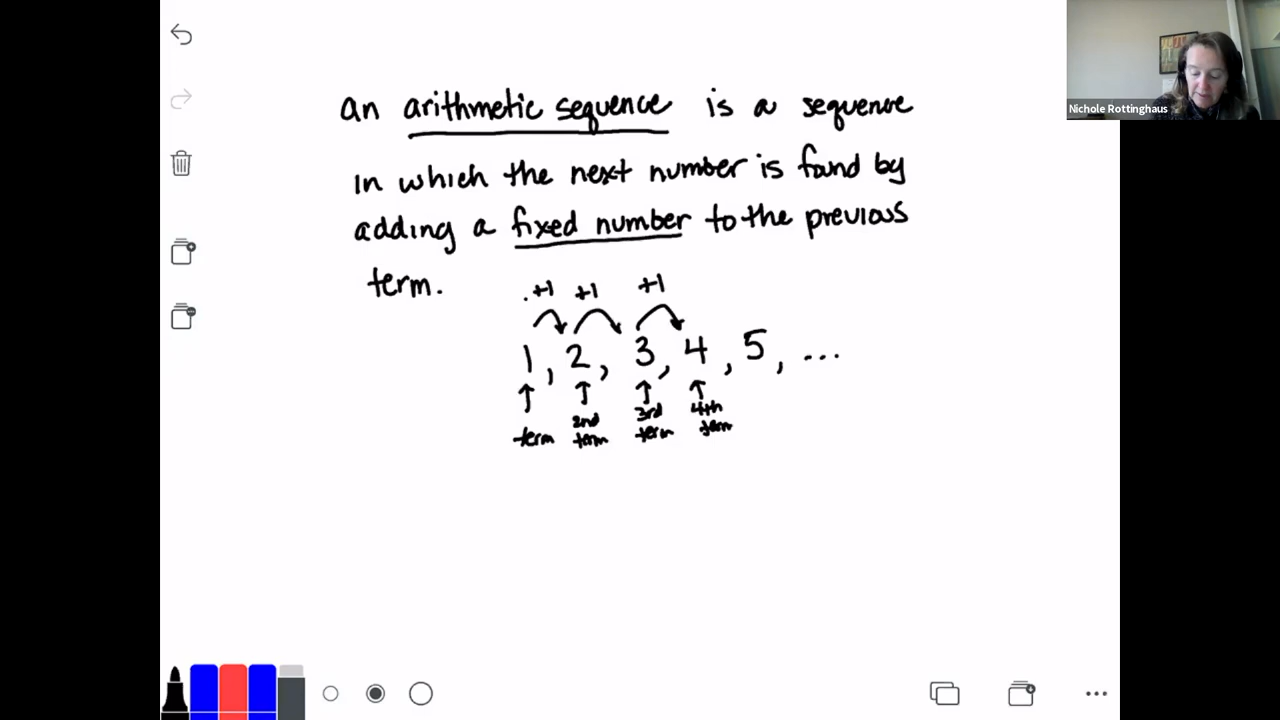 an arithmetic sequence is a sequence
in which the next number is found by
adding a fixed number to the previous
term.
+1 +1 +1
1, 2, 3, 4, 5, ...
term 2nd term 3rd term 4th term
Nichole Rottinghaus